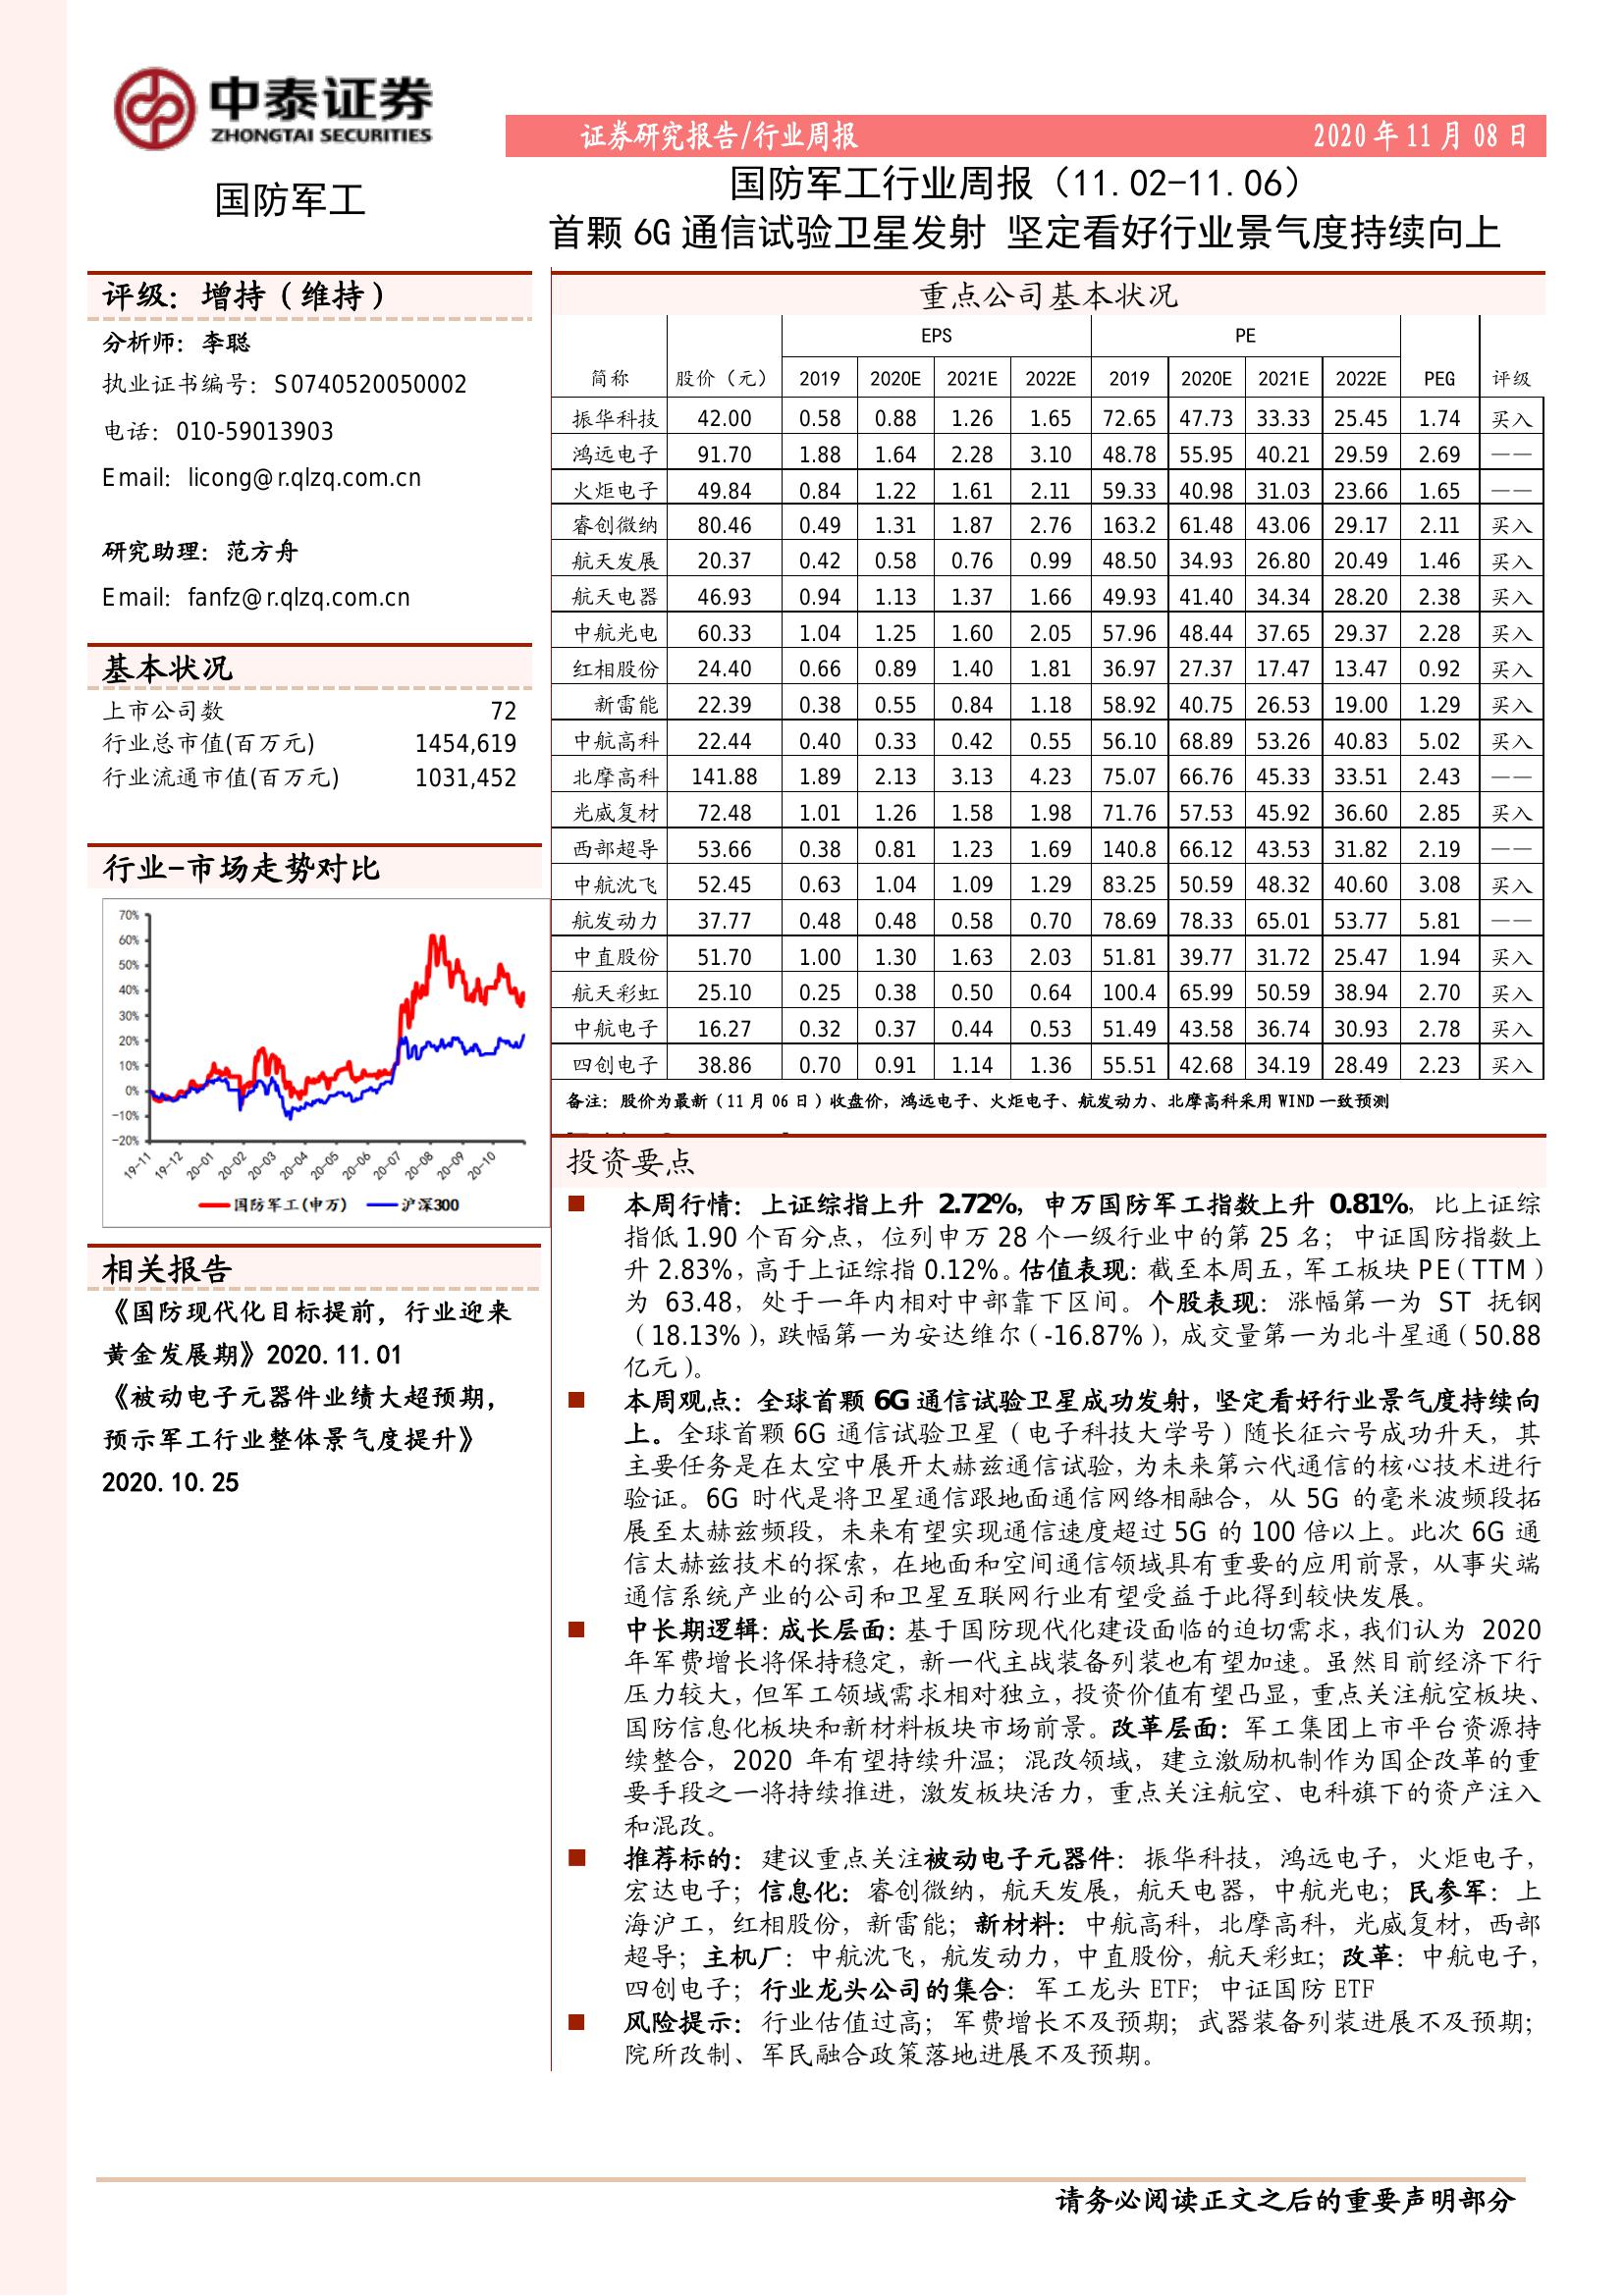 中泰证券
ZHONGTAI SECURITIES
证券研究报告/行业周报 2020 年 11 月 08 日
国防军工
国防军工行业周报（11.02-11.06）
首颗 6G 通信试验卫星发射 坚定看好行业景气度持续向上
评级：增持（维持）
分析师：李聪
执业证书编号：S0740520050002
电话：010-59013903
Email：licong@r.qlzq.com.cn
研究助理：范方舟
Email：fanfz@r.qlzq.com.cn
基本状况
上市公司数 72
行业总市值(百万元) 1454,619
行业流通市值(百万元) 1031,452
行业-市场走势对比
70%
60%
50%
40%
30%
20%
10%
0%
-10%
-20%
19-11 19-12 20-01 20-02 20-03 20-04 20-05 20-06 20-07 20-08 20-09 20-10
国防军工(申万) 沪深300
相关报告
《国防现代化目标提前，行业迎来
黄金发展期》2020.11.01
《被动电子元器件业绩大超预期，
预示军工行业整体景气度提升》
2020.10.25
重点公司基本状况
EPS PE
简称 股价（元） 2019 2020E 2021E 2022E 2019 2020E 2021E 2022E PEG 评级
振华科技 42.00 0.58 0.88 1.26 1.65 72.65 47.73 33.33 25.45 1.74 买入
鸿远电子 91.70 1.88 1.64 2.28 3.10 48.78 55.95 40.21 29.59 2.69 ——
火炬电子 49.84 0.84 1.22 1.61 2.11 59.33 40.98 31.03 23.66 1.65 ——
睿创微纳 80.46 0.49 1.31 1.87 2.76 163.2 61.48 43.06 29.17 2.11 买入
航天发展 20.37 0.42 0.58 0.76 0.99 48.50 34.93 26.80 20.49 1.46 买入
航天电器 46.93 0.94 1.13 1.37 1.66 49.93 41.40 34.34 28.20 2.38 买入
中航光电 60.33 1.04 1.25 1.60 2.05 57.96 48.44 37.65 29.37 2.28 买入
红相股份 24.40 0.66 0.89 1.40 1.81 36.97 27.37 17.47 13.47 0.92 买入
新雷能 22.39 0.38 0.55 0.84 1.18 58.92 40.75 26.53 19.00 1.29 买入
中航高科 22.44 0.40 0.33 0.42 0.55 56.10 68.89 53.26 40.83 5.02 买入
北摩高科 141.88 1.89 2.13 3.13 4.23 75.07 66.76 45.33 33.51 2.43 ——
光威复材 72.48 1.01 1.26 1.58 1.98 71.76 57.53 45.92 36.60 2.85 买入
西部超导 53.66 0.38 0.81 1.23 1.69 140.8 66.12 43.53 31.82 2.19 ——
中航沈飞 52.45 0.63 1.04 1.09 1.29 83.25 50.59 48.32 40.60 3.08 买入
航发动力 37.77 0.48 0.48 0.58 0.70 78.69 78.33 65.01 53.77 5.81 ——
中直股份 51.70 1.00 1.30 1.63 2.03 51.81 39.77 31.72 25.47 1.94 买入
航天彩虹 25.10 0.25 0.38 0.50 0.64 100.4 65.99 50.59 38.94 2.70 买入
中航电子 16.27 0.32 0.37 0.44 0.53 51.49 43.58 36.74 30.93 2.78 买入
四创电子 38.86 0.70 0.91 1.14 1.36 55.51 42.68 34.19 28.49 2.23 买入
备注：股价为最新（11 月 06 日）收盘价，鸿远电子、火炬电子、航发动力、北摩高科采用 WIND 一致预测
投资要点
■ 本周行情：上证综指上升 2.72%，申万国防军工指数上升 0.81%，比上证综
指低 1.90 个百分点，位列申万 28 个一级行业中的第 25 名；中证国防指数上
升 2.83%，高于上证综指 0.12%。估值表现：截至本周五，军工板块 PE（TTM）
为 63.48，处于一年内相对中部靠下区间。个股表现：涨幅第一为 ST 抚钢
（18.13%），跌幅第一为安达维尔（-16.87%），成交量第一为北斗星通（50.88
亿元）。
■ 本周观点：全球首颗 6G 通信试验卫星成功发射，坚定看好行业景气度持续向
上。全球首颗 6G 通信试验卫星（电子科技大学号）随长征六号成功升天，其
主要任务是在太空中展开太赫兹通信试验，为未来第六代通信的核心技术进行
验证。6G 时代是将卫星通信跟地面通信网络相融合，从 5G 的毫米波频段拓
展至太赫兹频段，未来有望实现通信速度超过 5G 的 100 倍以上。此次 6G 通
信太赫兹技术的探索，在地面和空间通信领域具有重要的应用前景，从事尖端
通信系统产业的公司和卫星互联网行业有望受益于此得到较快发展。
■ 中长期逻辑：成长层面：基于国防现代化建设面临的迫切需求，我们认为 2020
年军费增长将保持稳定，新一代主战装备列装也有望加速。虽然目前经济下行
压力较大，但军工领域需求相对独立，投资价值有望凸显，重点关注航空板块、
国防信息化板块和新材料板块市场前景。改革层面：军工集团上市平台资源持
续整合，2020 年有望持续升温；混改领域，建立激励机制作为国企改革的重
要手段之一将持续推进，激发板块活力，重点关注航空、电科旗下的资产注入
和混改。
■ 推荐标的：建议重点关注被动电子元器件：振华科技，鸿远电子，火炬电子，
宏达电子；信息化：睿创微纳，航天发展，航天电器，中航光电；民参军：上
海沪工，红相股份，新雷能；新材料：中航高科，北摩高科，光威复材，西部
超导；主机厂：中航沈飞，航发动力，中直股份，航天彩虹；改革：中航电子，
四创电子；行业龙头公司的集合：军工龙头 ETF；中证国防 ETF
■ 风险提示：行业估值过高；军费增长不及预期；武器装备列装进展不及预期；
院所改制、军民融合政策落地进展不及预期。
请务必阅读正文之后的重要声明部分